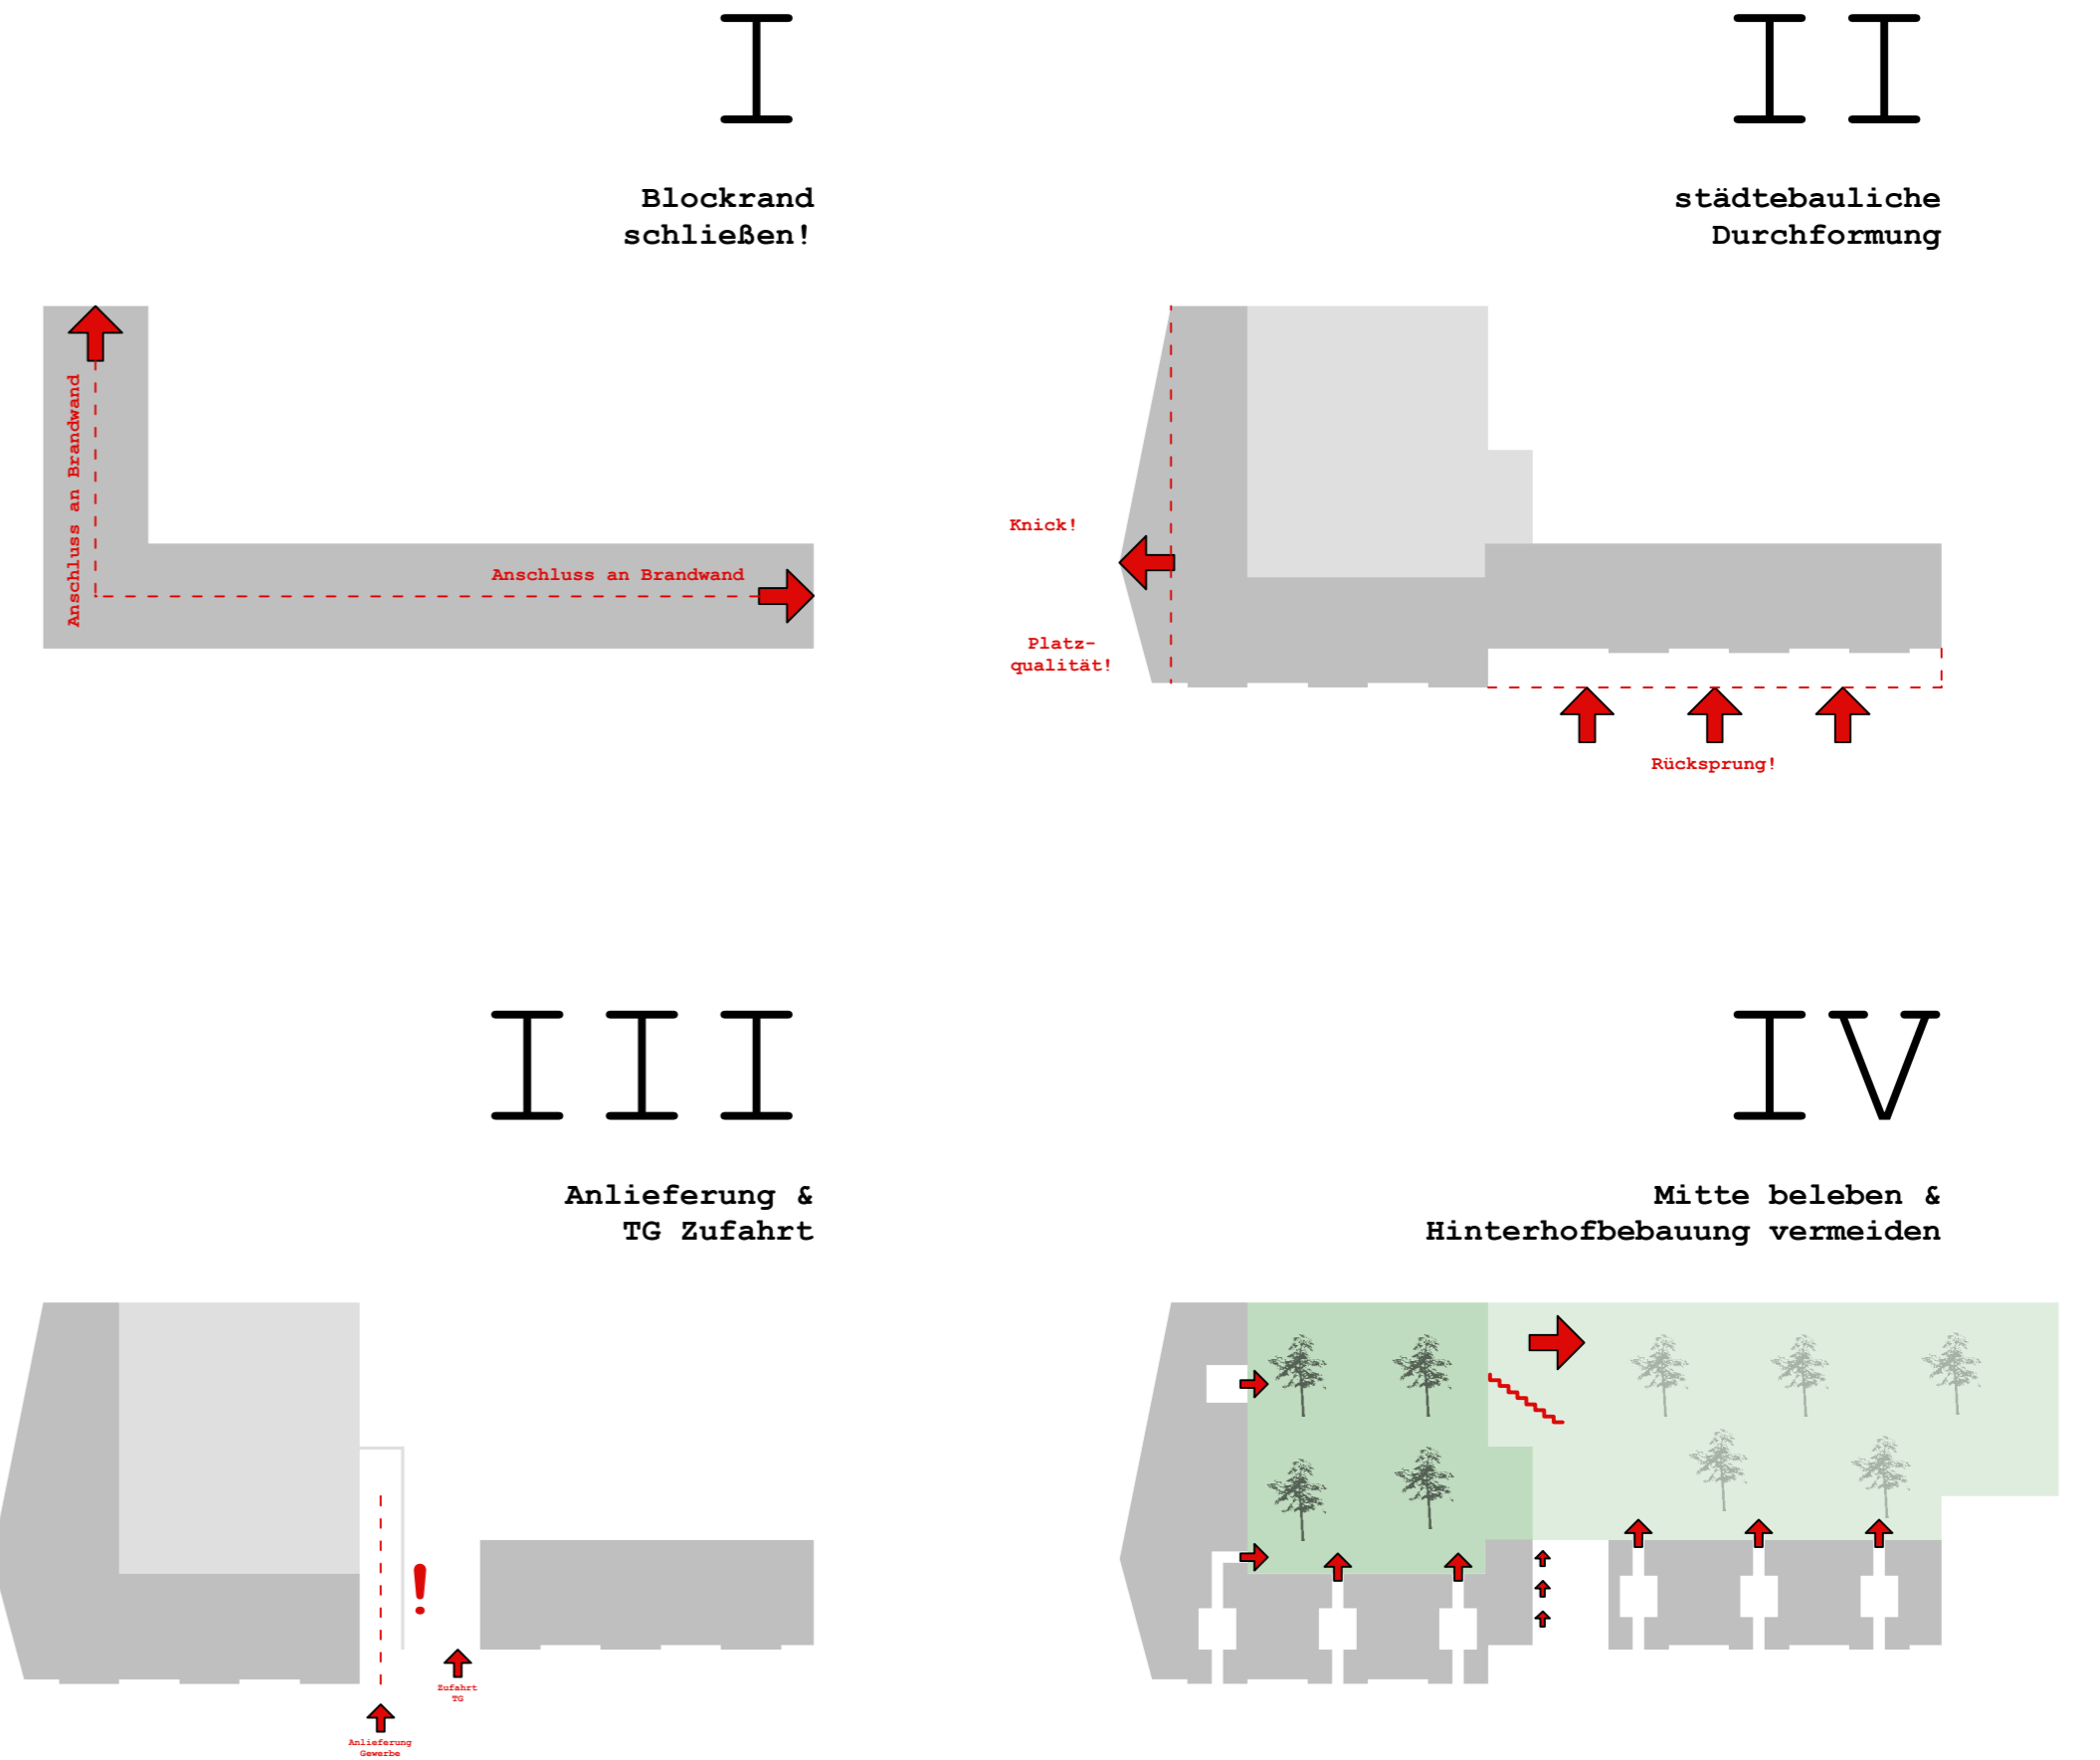 I
Blockrand
schließen!
Anschluss an Brandwand
Anschluss an Brandwand
II
städtebauliche
Durchformung
Knick!
Platz-
qualität!
Rücksprung!
III
Anlieferung &
TG Zufahrt
!
Zufahrt
TG
Anlieferung
Gewerbe
IV
Mitte beleben &
Hinterhofbebauung vermeiden